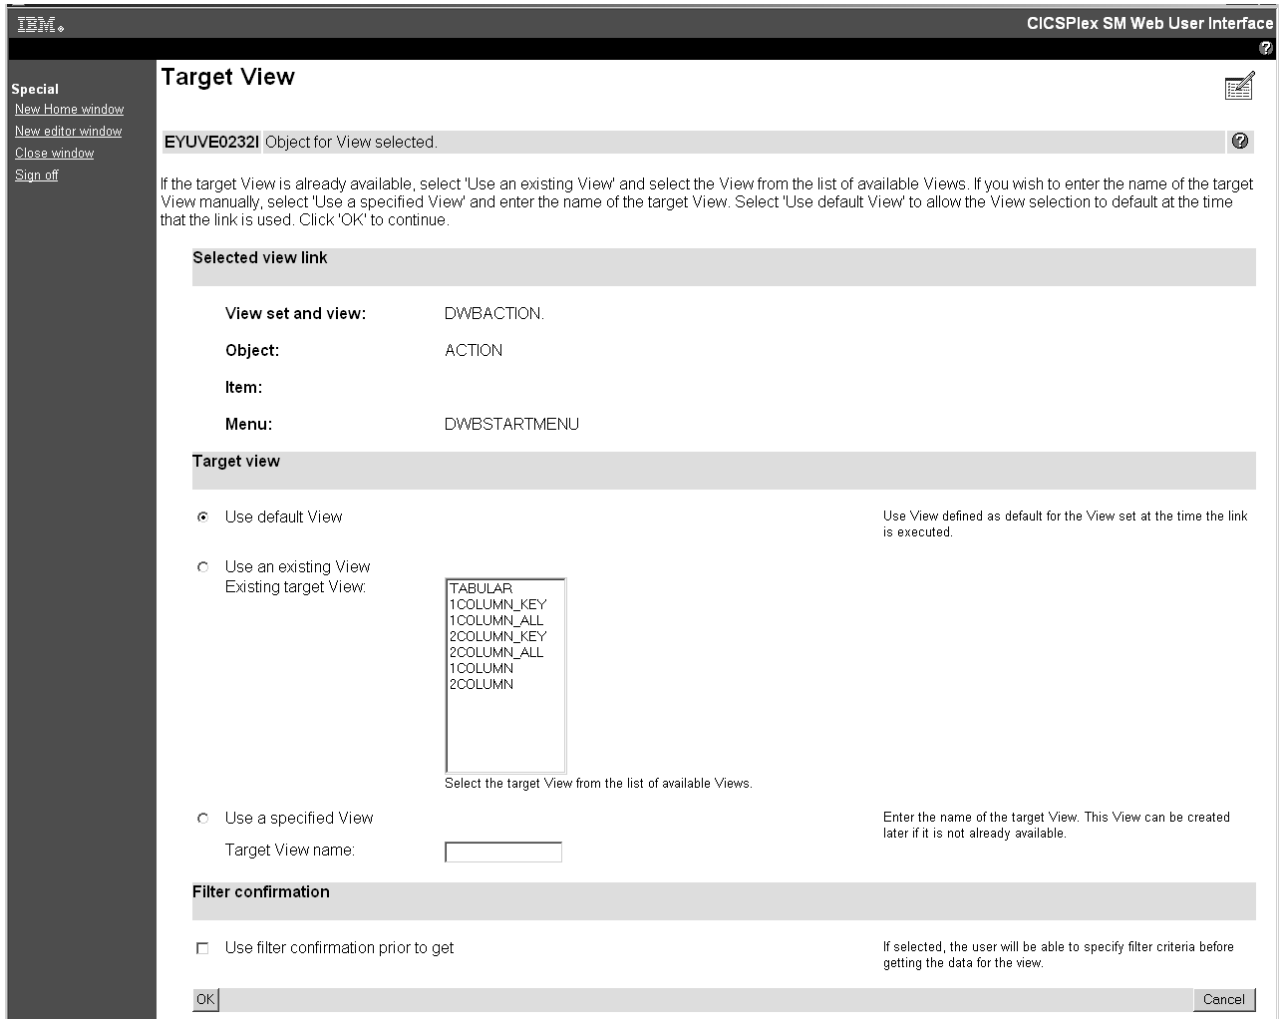 IBM.
CICSPlex SM Web User Interface
Special
New Home window
New editor window
Close window
Sign off
Target View
EYUVE0232I Object for View selected.
If the target View is already available, select 'Use an existing View' and select the View from the list of available Views. If you wish to enter the name of the target
View manually, select 'Use a specified View' and enter the name of the target View. Select 'Use default View' to allow the View selection to default at the time
that the link is used. Click 'OK' to continue.
Selected view link
View set and view: DWBACTION.
Object: ACTION
Item:
Menu: DWBSTARTMENU
Target view
Use default View
Use View defined as default for the View set at the time the link
is executed.
Use an existing View
Existing target View:
TABULAR
1COLUMN_KEY
1COLUMN_ALL
2COLUMN_KEY
2COLUMN_ALL
1COLUMN
2COLUMN
Select the target View from the list of available Views.
Use a specified View
Enter the name of the target View. This View can be created
later if it is not already available.
Target View name:
Filter confirmation
Use filter confirmation prior to get
If selected, the user will be able to specify filter criteria before
getting the data for the view.
OK
Cancel